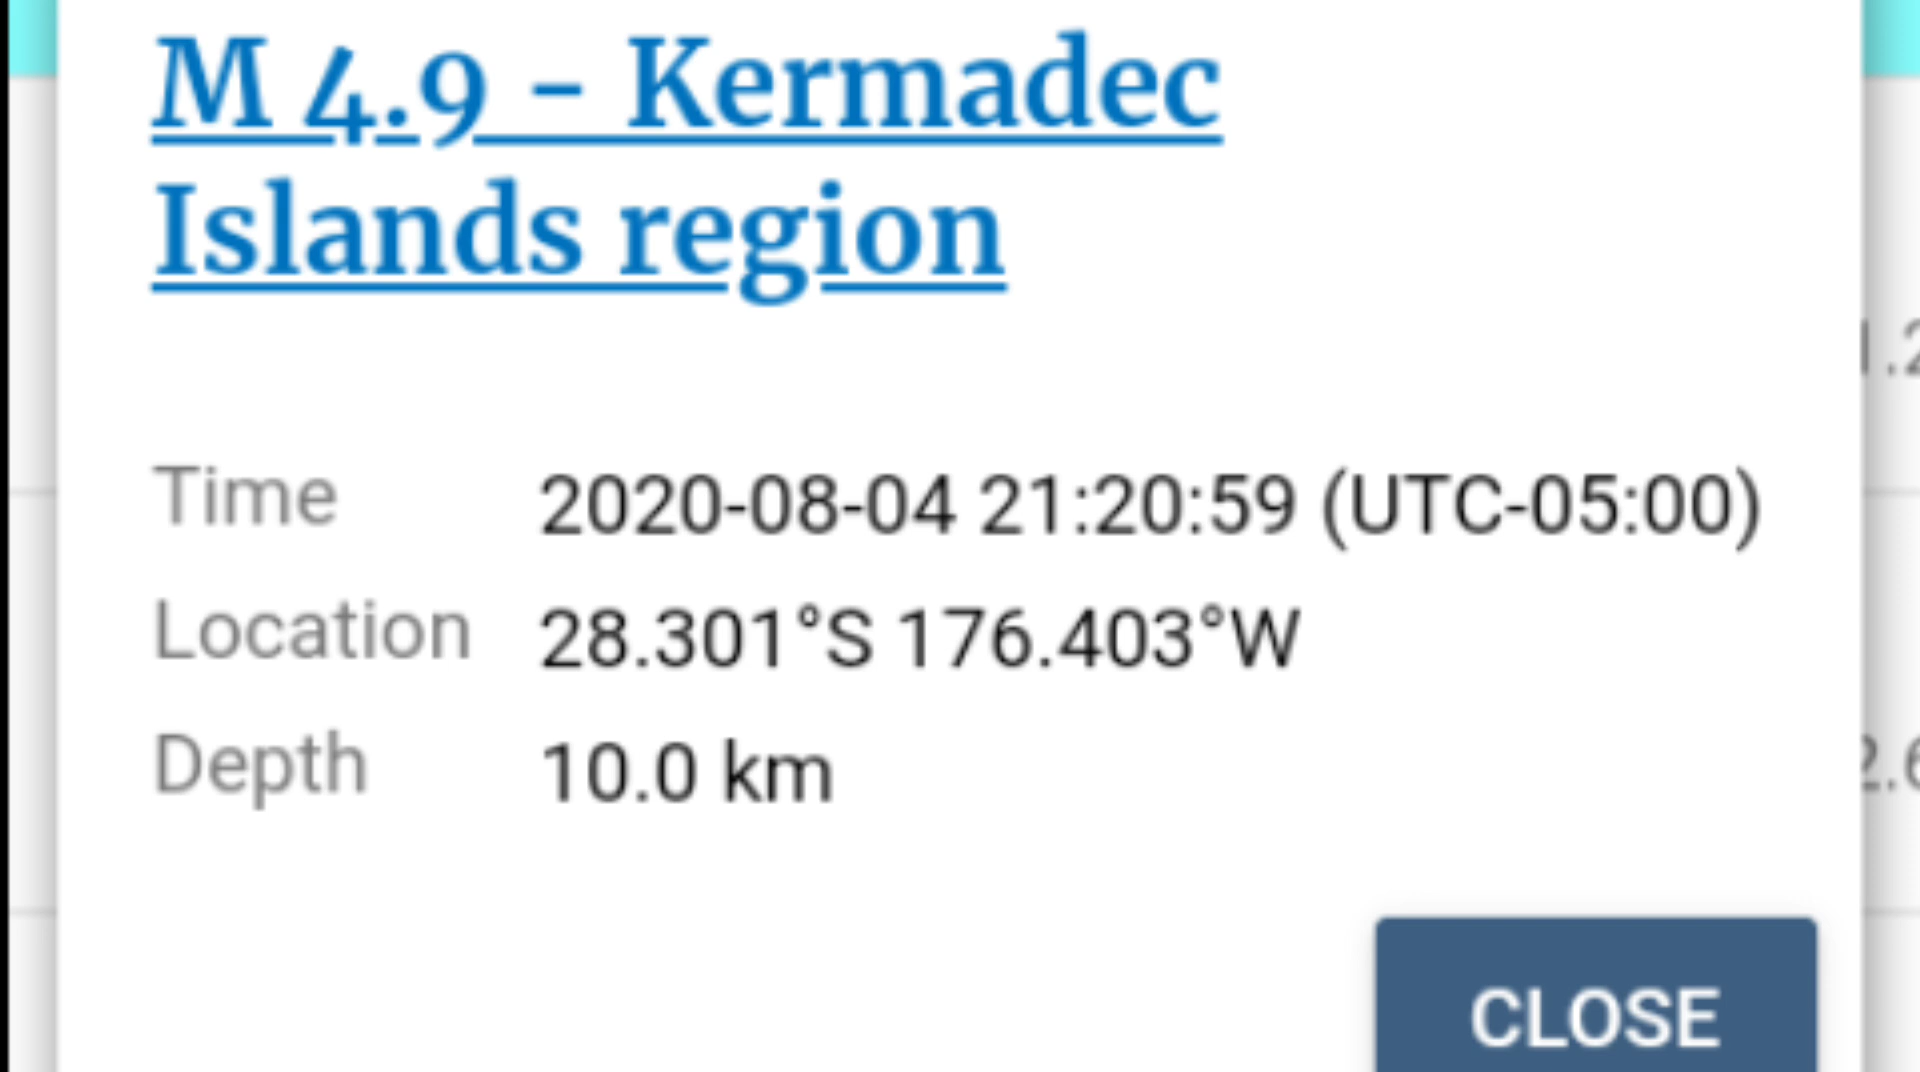 M 4.9 - Kermadec
Islands region
Time 2020-08-04 21:20:59 (UTC-05:00)
Location 28.301°S 176.403°W
Depth 10.0 km
CLOSE